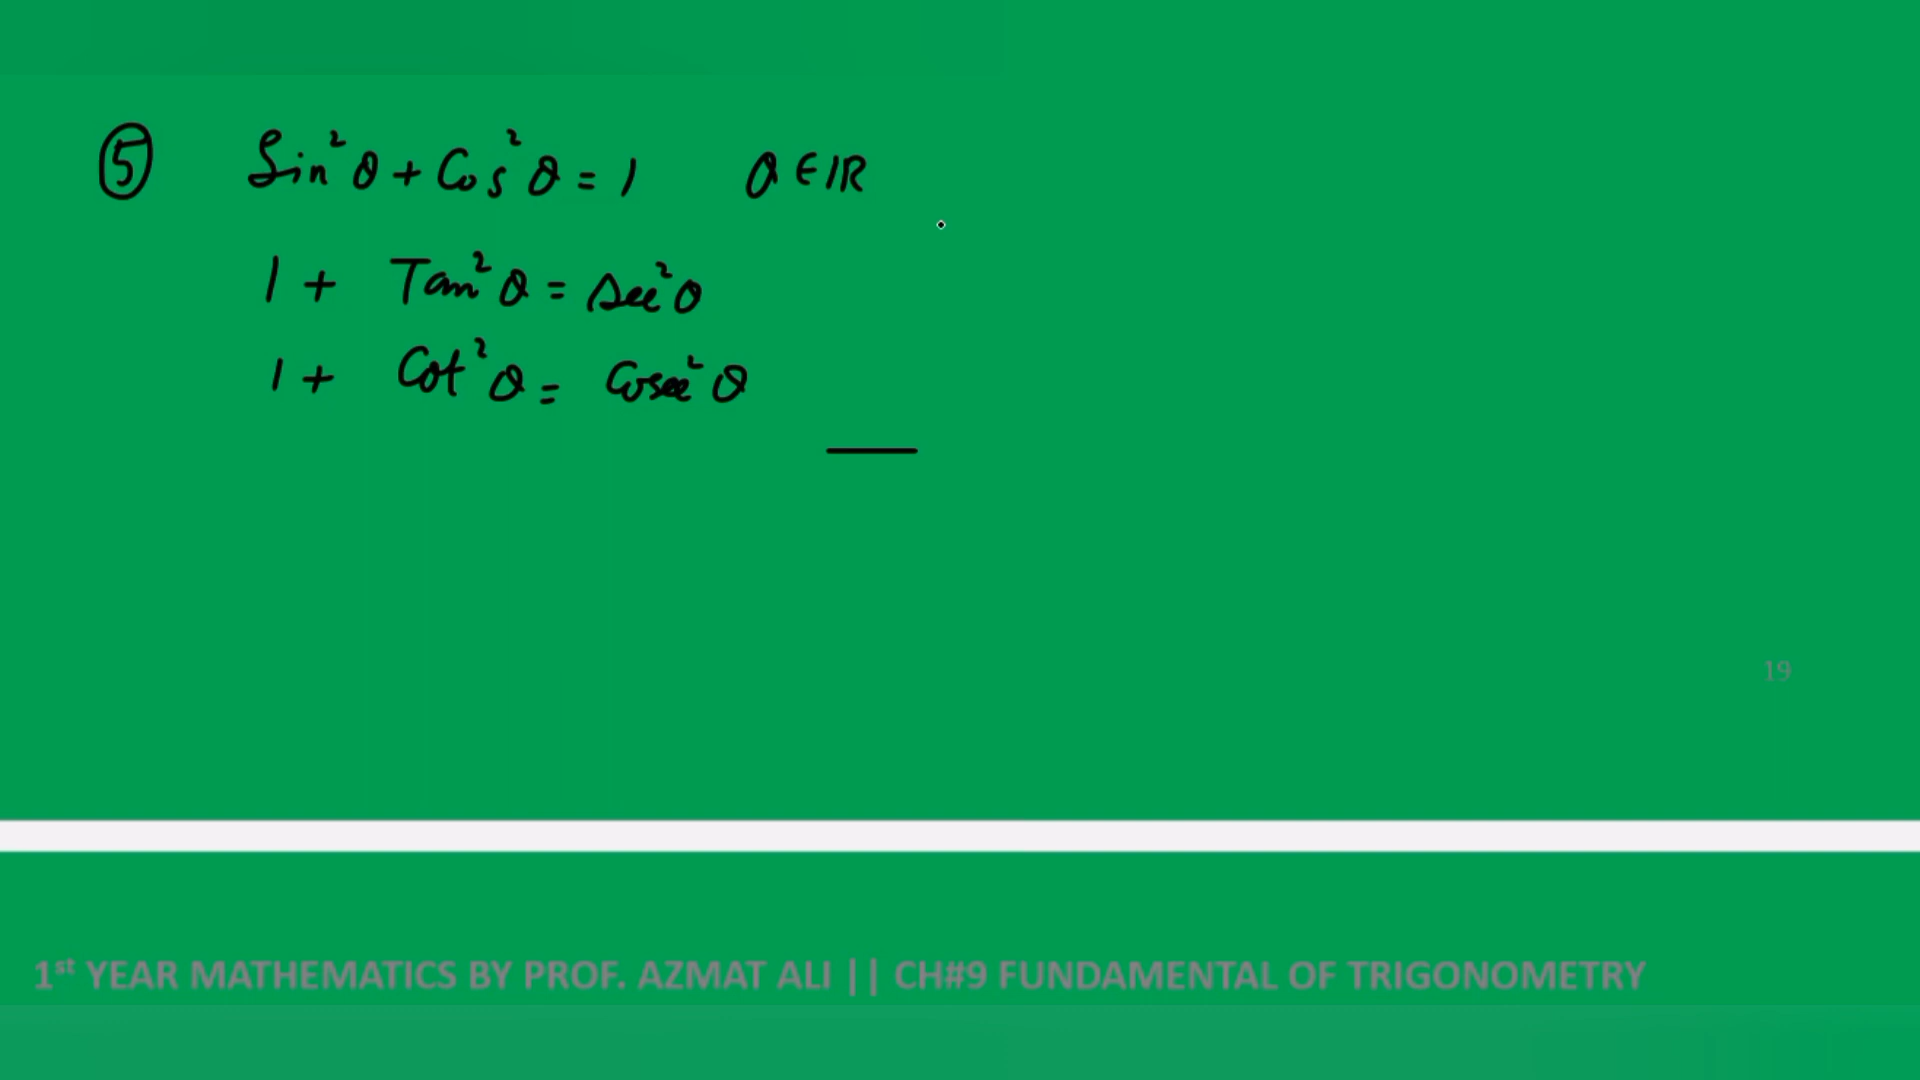 ⑤ Sin²θ + Cos²θ = 1 θ ∈ ℝ
1 + Tan²θ = sec²θ
1 + Cot²θ = Cosec²θ
19
1st YEAR MATHEMATICS BY PROF. AZMAT ALI || CH#9 FUNDAMENTAL OF TRIGONOMETRY